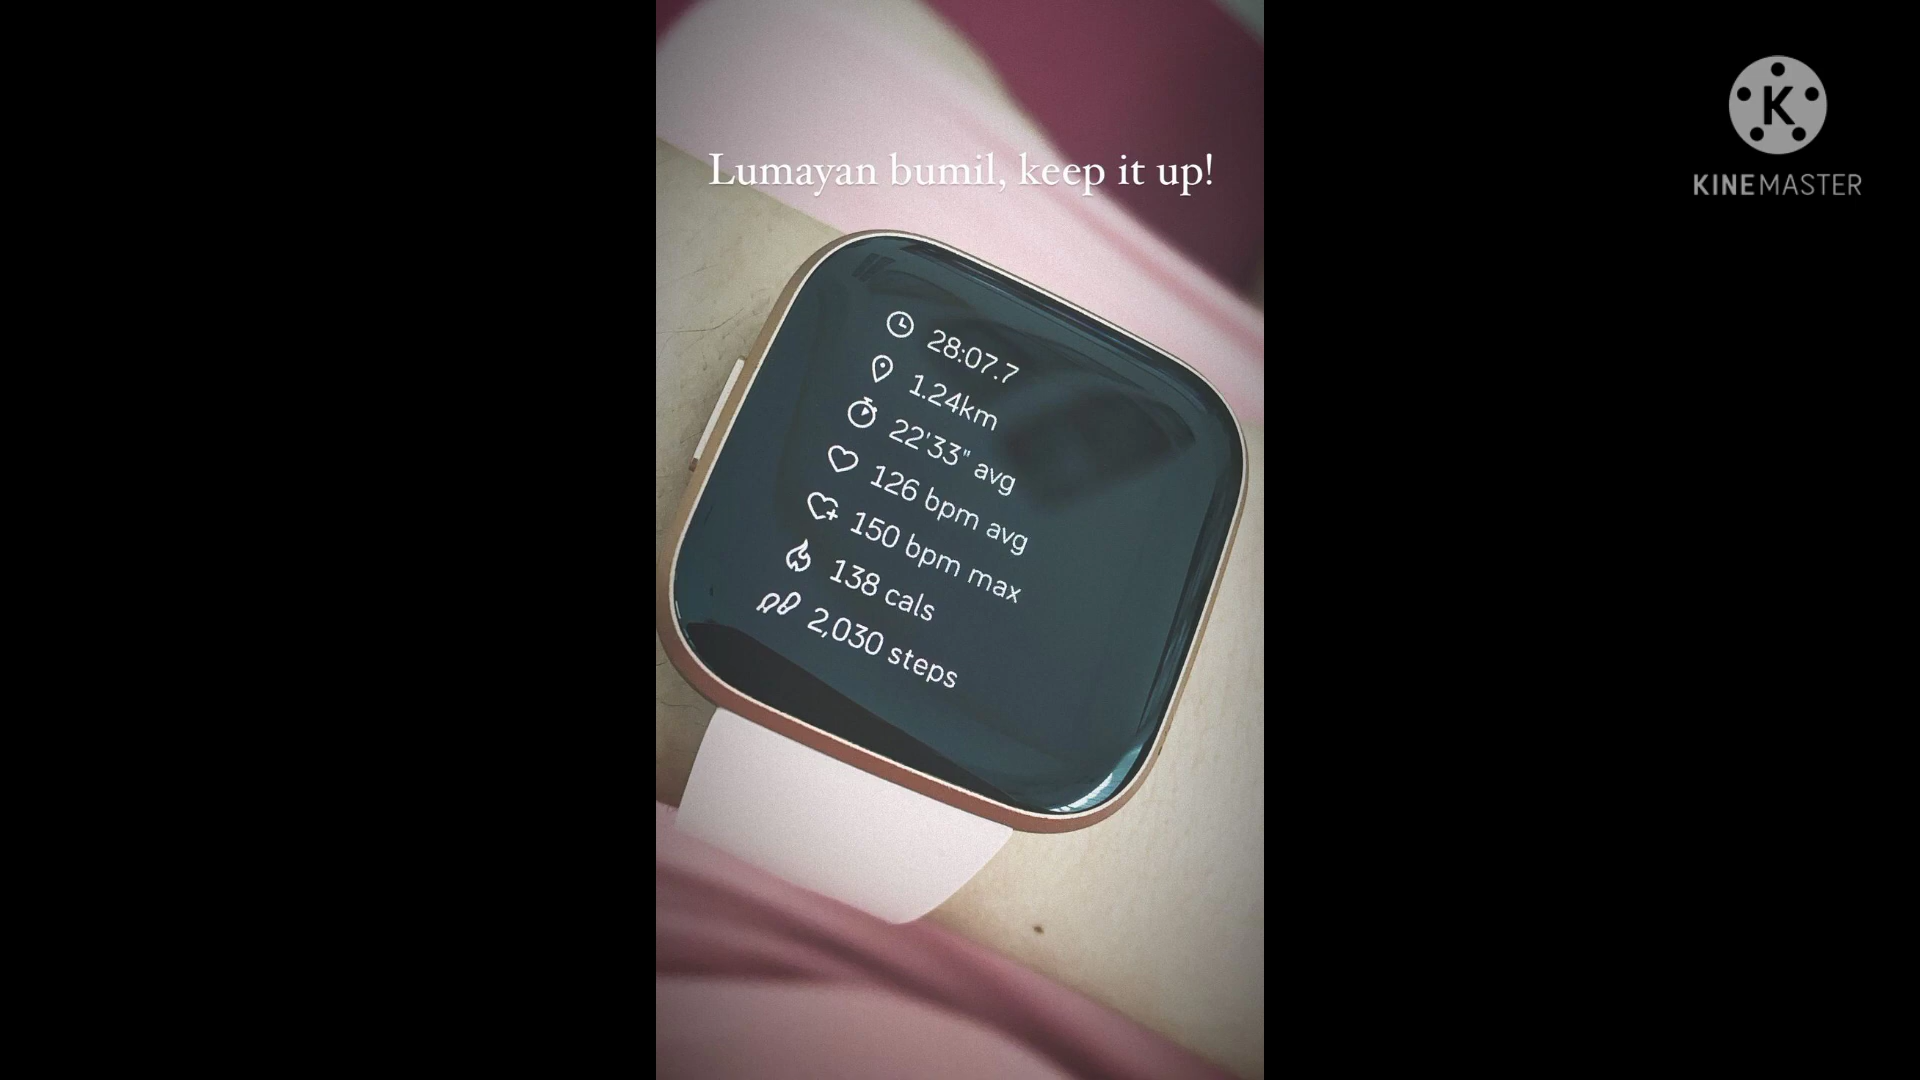 Lumayan bumil, keep it up!
28:07.7
1.24km
22'33" avg
126 bpm avg
150 bpm max
138 cals
2,030 steps
K
KINEMASTER